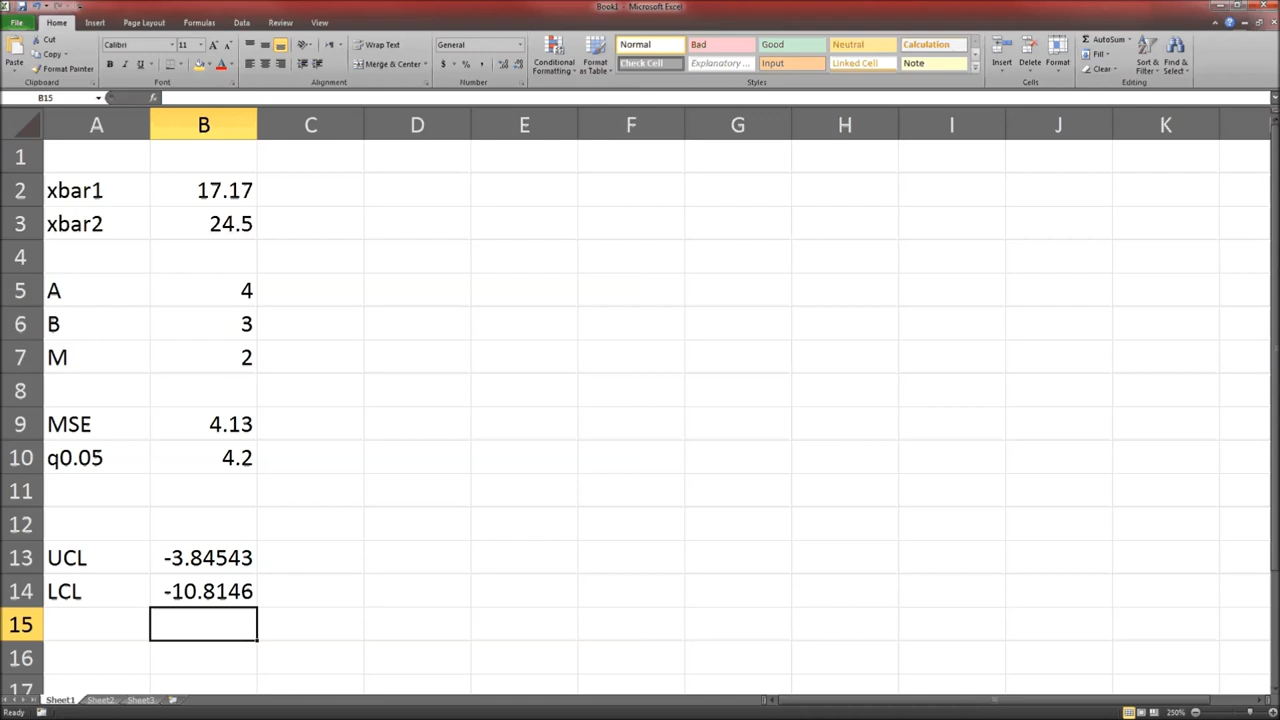 Book1 - Microsoft Excel
File Home Insert Page Layout Formulas Data Review View
Cut
Calibri 11 Wrap Text General Normal Bad Good Neutral Calculation AutoSum
Copy Fill
Paste Format Painter B I U Merge & Center $ % , Conditional Formatting Format as Table Check Cell Explanatory ... Input Linked Cell Note Insert Delete Format Clear Sort & Filter Find & Select
Clipboard Font Alignment Number Styles Cells Editing
B15 fx
A B C D E F G H I J K
1
2 xbar1 17.17
3 xbar2 24.5
4
5 A 4
6 B 3
7 M 2
8
9 MSE 4.13
10 q0.05 4.2
11
12
13 UCL -3.84543
14 LCL -10.8146
15
16
17
Sheet1 Sheet2 Sheet3
Ready 250%